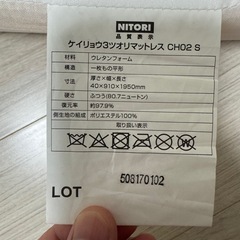 NITORI
品質表示
ケイリョウ3ツオリマットレス CH02 S
材料：ウレタンフォーム
構造：一枚もの平形
厚さ×幅×長さ
寸法：40×910×1950mm
硬さ：ふつう(80.7ニュートン)
復元率：約97.9%
側生地の組成：ポリエステル100%
取り扱い表示
LOT 508170102